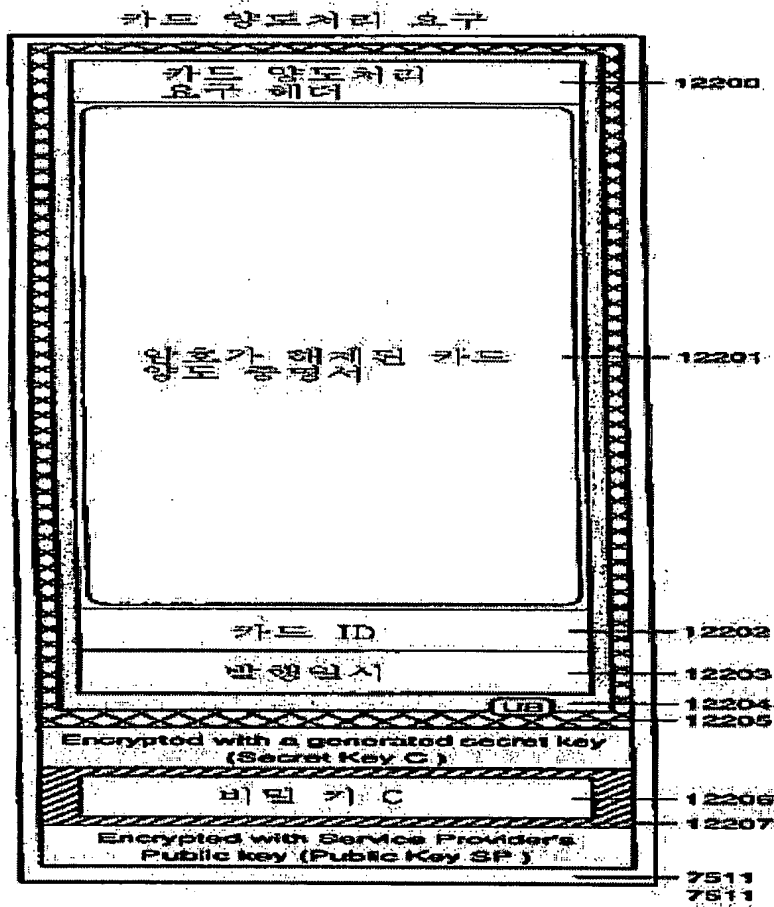 카드 양도처리 요구
카드 양도처리
요구 헤더
12200
암호가 해제된 카드
양도 증명서
12201
카드 ID
12202
발행일시
12203
UB
12204
12205
Encrypted with a generated secret key
(Secret Key C)
비밀 키 C
12206
12207
Encrypted with Service Provider's
Public key (Public Key SP)
7511
7511